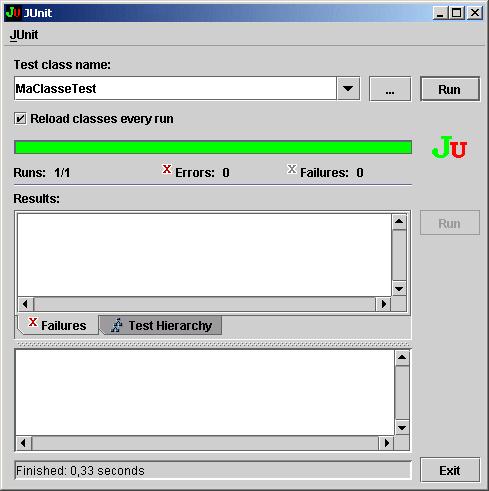 JU JUnit
JUnit
Test class name:
MaClasseTest
...
Run
Reload classes every run
JU
Runs: 1/1
X Errors: 0
X Failures: 0
Results:
Run
X Failures
Test Hierarchy
Finished: 0,33 seconds
Exit